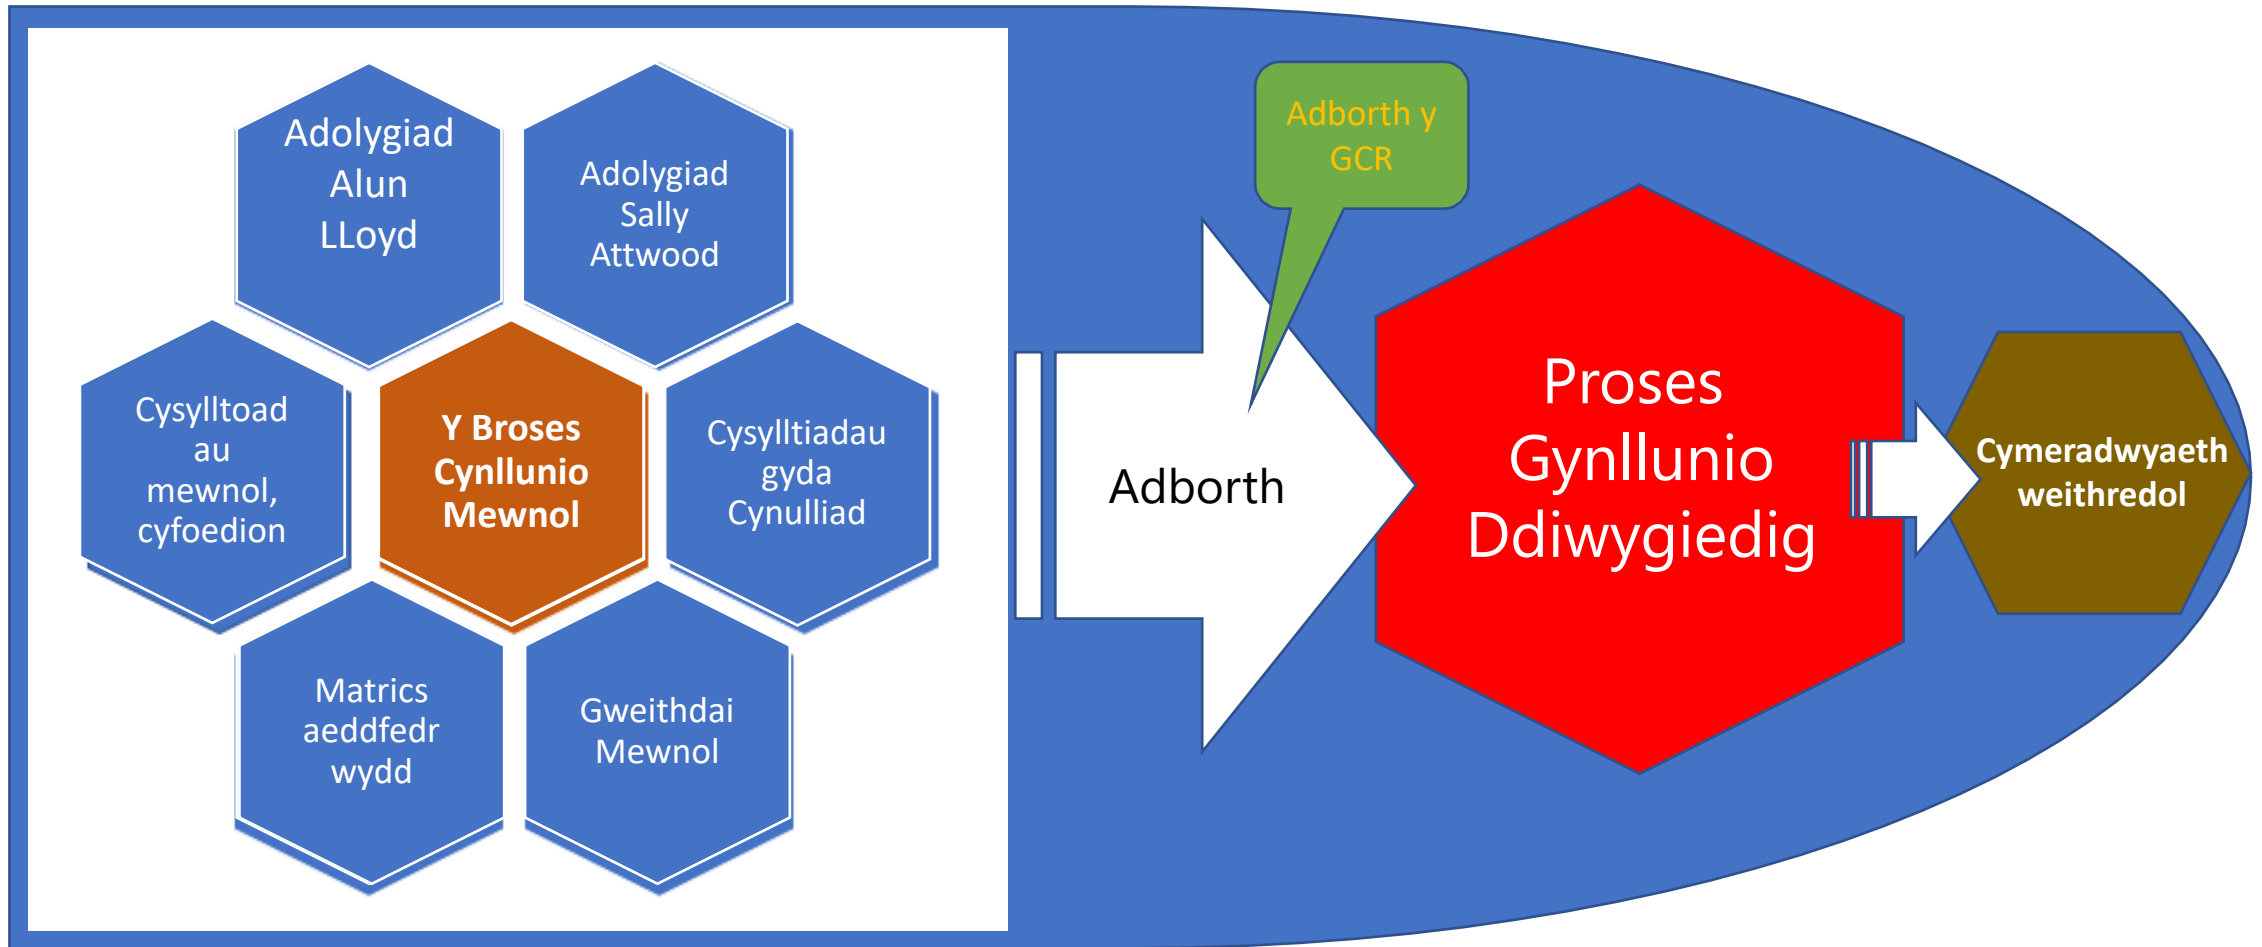 Adolygiad
Alun
LLoyd
Adolygiad
Sally
Attwood
Cysylltoad
au
mewnol,
cyfoedion
Y Broses
Cynllunio
Mewnol
Cysylltiadau
gyda
Cynulliad
Matrics
aeddfedr
wydd
Gweithdai
Mewnol
Adborth y
GCR
Adborth
Proses
Gynllunio
Ddiwygiedig
Cymeradwyaeth
weithredol